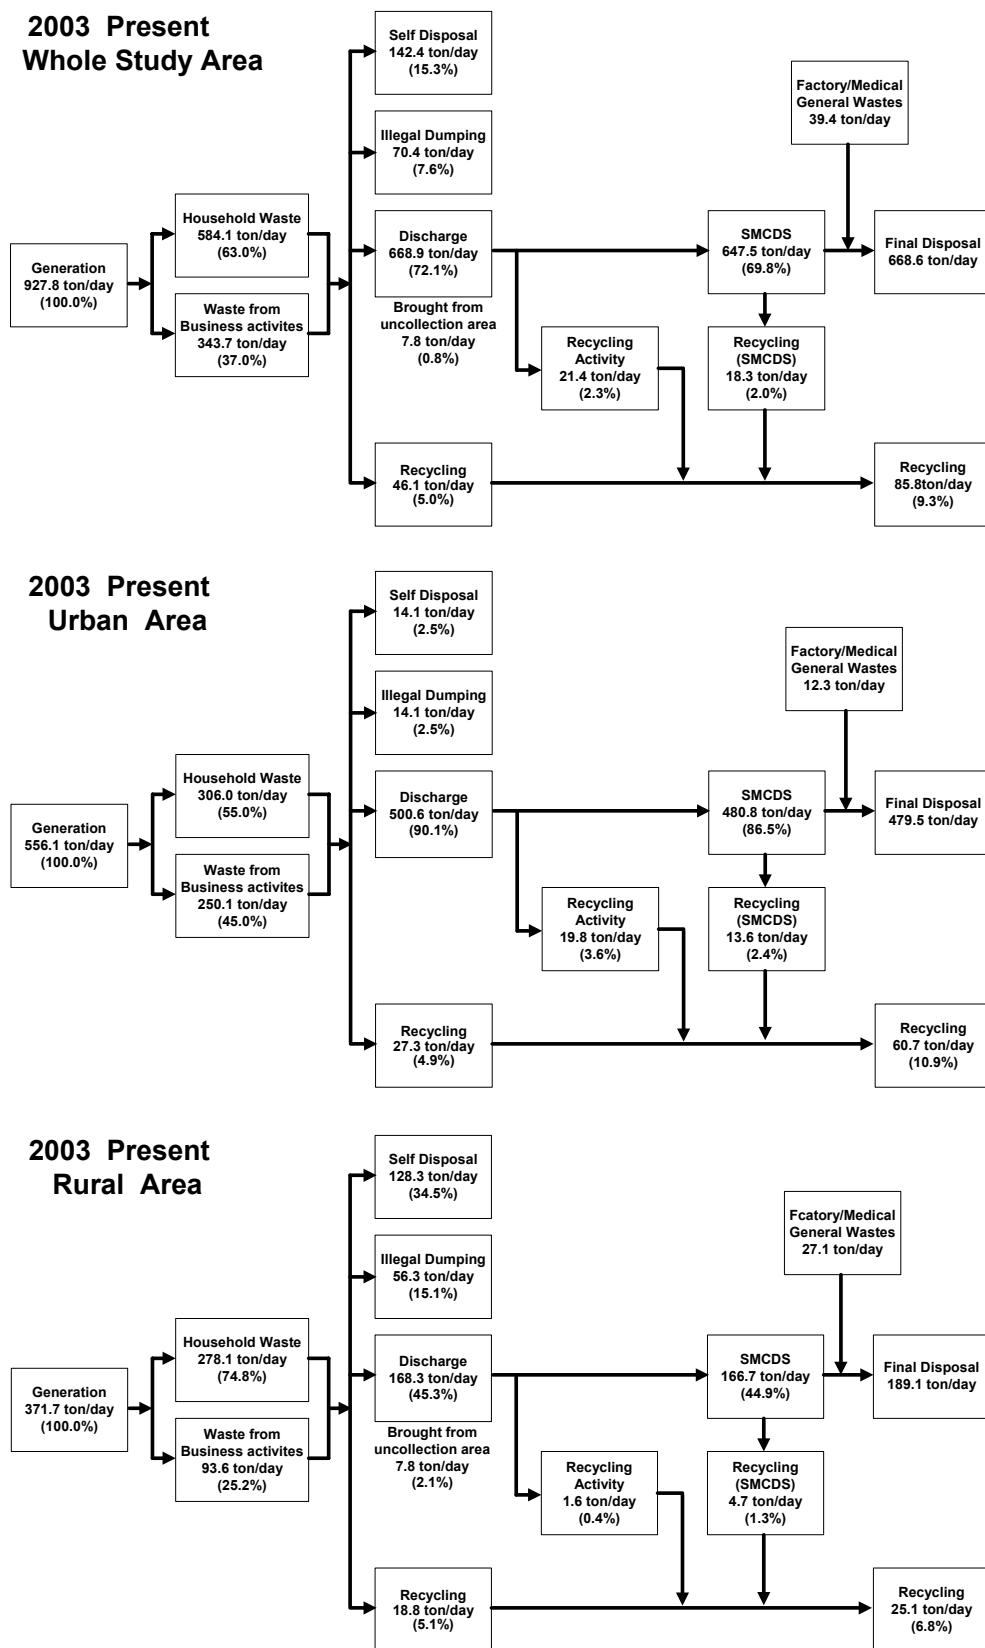 2003  Present
Whole Study Area
Self Disposal
142.4 ton/day
(15.3%)
Factory/Medical
General Wastes
39.4 ton/day
Illegal Dumping
70.4 ton/day
(7.6%)
Household Waste
584.1 ton/day
(63.0%)
Discharge
668.9 ton/day
(72.1%)
SMCDS
647.5 ton/day
(69.8%)
Final Disposal
668.6 ton/day
Generation
927.8 ton/day
(100.0%)
Waste from
Business activites
343.7 ton/day
(37.0%)
Brought from
uncollection area
7.8 ton/day
(0.8%)
Recycling
Activity
21.4 ton/day
(2.3%)
Recycling
(SMCDS)
18.3 ton/day
(2.0%)
Recycling
46.1 ton/day
(5.0%)
Recycling
85.8ton/day
(9.3%)
2003  Present
Urban  Area
Self Disposal
14.1 ton/day
(2.5%)
Factory/Medical
General Wastes
12.3 ton/day
Illegal Dumping
14.1 ton/day
(2.5%)
Household Waste
306.0 ton/day
(55.0%)
Discharge
500.6 ton/day
(90.1%)
SMCDS
480.8 ton/day
(86.5%)
Final Disposal
479.5 ton/day
Generation
556.1 ton/day
(100.0%)
Waste from
Business activites
250.1 ton/day
(45.0%)
Recycling
Activity
19.8 ton/day
(3.6%)
Recycling
(SMCDS)
13.6 ton/day
(2.4%)
Recycling
27.3 ton/day
(4.9%)
Recycling
60.7 ton/day
(10.9%)
2003  Present
Rural  Area
Self Disposal
128.3 ton/day
(34.5%)
Fcatory/Medical
General Wastes
27.1 ton/day
Illegal Dumping
56.3 ton/day
(15.1%)
Household Waste
278.1 ton/day
(74.8%)
Discharge
168.3 ton/day
(45.3%)
SMCDS
166.7 ton/day
(44.9%)
Final Disposal
189.1 ton/day
Generation
371.7 ton/day
(100.0%)
Waste from
Business activites
93.6 ton/day
(25.2%)
Brought from
uncollection area
7.8 ton/day
(2.1%)
Recycling
Activity
1.6 ton/day
(0.4%)
Recycling
(SMCDS)
4.7 ton/day
(1.3%)
Recycling
18.8 ton/day
(5.1%)
Recycling
25.1 ton/day
(6.8%)